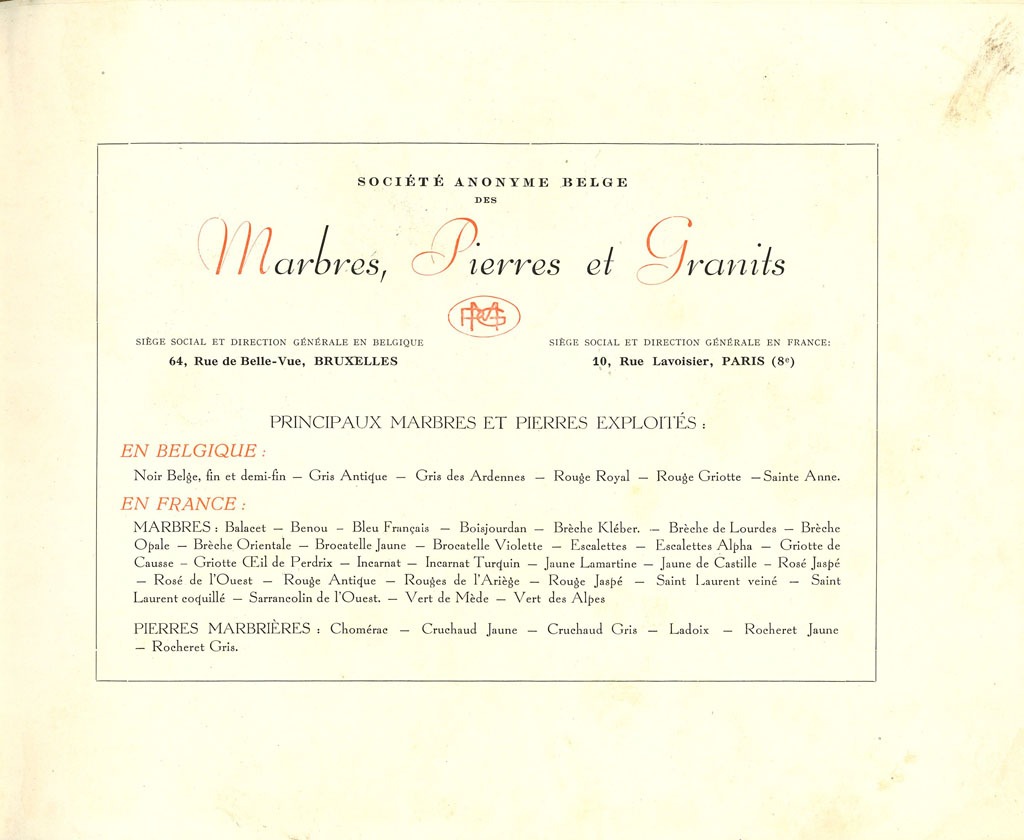 SOCIÉTÉ ANONYME BELGE
DES
Marbres, Pierres et Granits
SIÈGE SOCIAL ET DIRECTION GÉNÉRALE EN BELGIQUE
64, Rue de Belle-Vue, BRUXELLES
SIÈGE SOCIAL ET DIRECTION GÉNÉRALE EN FRANCE:
10, Rue Lavoisier, PARIS (8e)
PRINCIPAUX MARBRES ET PIERRES EXPLOITÉS :
EN BELGIQUE :
Noir Belge, fin et demi-fin — Gris Antique — Gris des Ardennes — Rouge Royal — Rouge Griotte — Sainte Anne.
EN FRANCE :
MARBRES : Balacet — Benou — Bleu Français — Boisjourdan — Brèche Kléber. — Brèche de Lourdes — Brèche
Opale — Brèche Orientale — Brocatelle Jaune — Brocatelle Violette — Escalettes — Escalettes Alpha — Griotte de
Causse — Griotte Œil de Perdrix — Incarnat — Incarnat Turquin — Jaune Lamartine — Jaune de Castille — Rosé Jaspé
— Rosé de l'Ouest — Rouge Antique — Rouges de l'Ariège — Rouge Jaspé — Saint Laurent veiné — Saint
Laurent coquillé — Sarrancolin de l'Ouest. — Vert de Mède — Vert des Alpes
PIERRES MARBRIÈRES : Chomérac — Cruchaud Jaune — Cruchaud Gris — Ladoix — Rocheret Jaune
— Rocheret Gris.